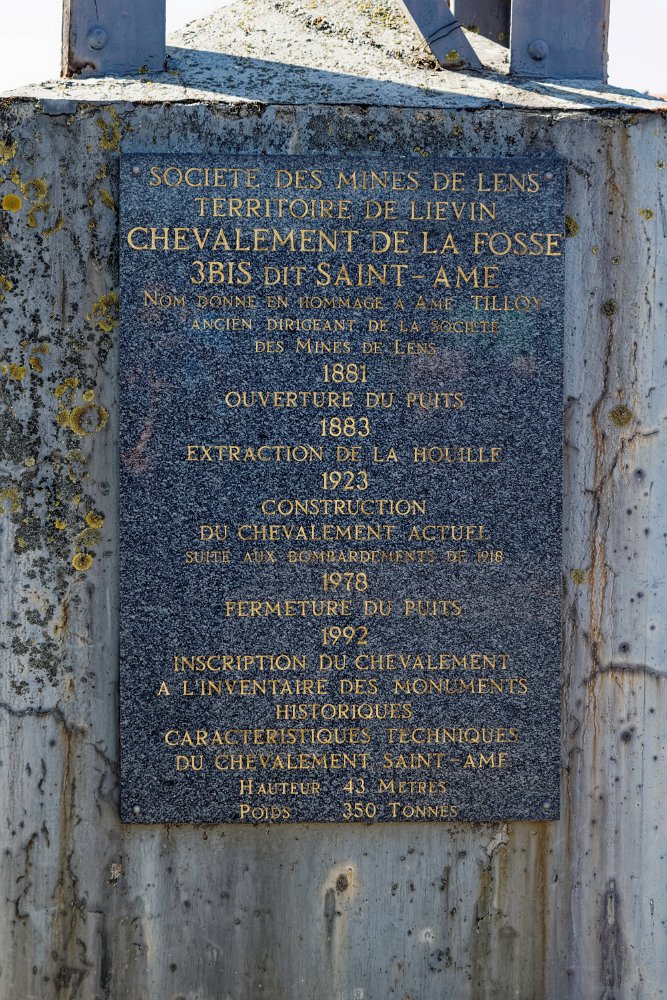 SOCIETE DES MINES DE LENS
TERRITOIRE DE LIEVIN
CHEVALEMENT DE LA FOSSE
3BIS DIT SAINT-AME
NOM DONNE EN HOMMAGE A AME TILLOY
ANCIEN DIRIGEANT DE LA SOCIETE
DES MINES DE LENS
1881
OUVERTURE DU PUITS
1883
EXTRACTION DE LA HOUILLE
1923
CONSTRUCTION
DU CHEVALEMENT ACTUEL
SUITE AUX BOMBARDEMENTS DE 1918
1978
FERMETURE DU PUITS
1992
INSCRIPTION DU CHEVALEMENT
A L'INVENTAIRE DES MONUMENTS
HISTORIQUES
CARACTERISTIQUES TECHNIQUES
DU CHEVALEMENT SAINT-AME
HAUTEUR 43 METRES
POIDS 350 TONNES